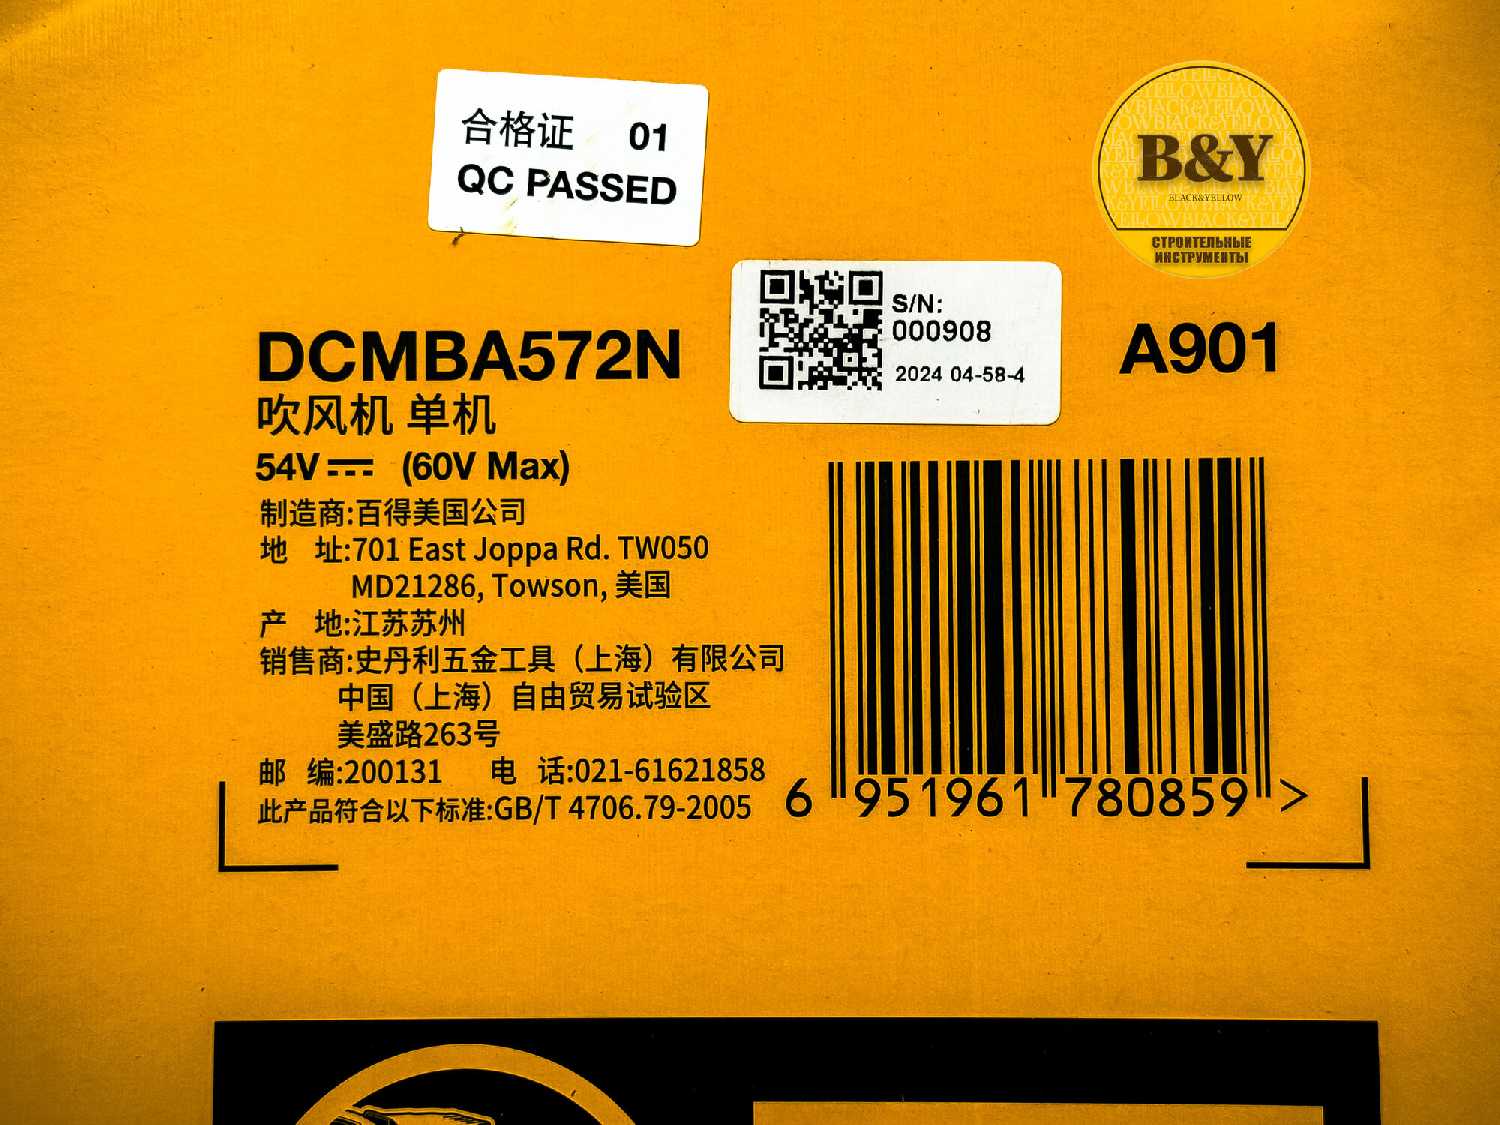 合格证 01
QC PASSED
B&Y
BLACK&YELLOW
СТРОИТЕЛЬНЫЕ
ИНСТРУМЕНТЫ
S/N:
000908
2024 04-58-4
DCMBA572N
A901
吹风机 单机
54V (60V Max)
制造商:百得美国公司
地 址:701 East Joppa Rd. TW050
MD21286, Towson, 美国
产 地:江苏苏州
销售商:史丹利五金工具（上海）有限公司
中国（上海）自由贸易试验区
美盛路263号
邮 编:200131 电 话:021-61621858
此产品符合以下标准:GB/T 4706.79-2005
6 951961 780859 >